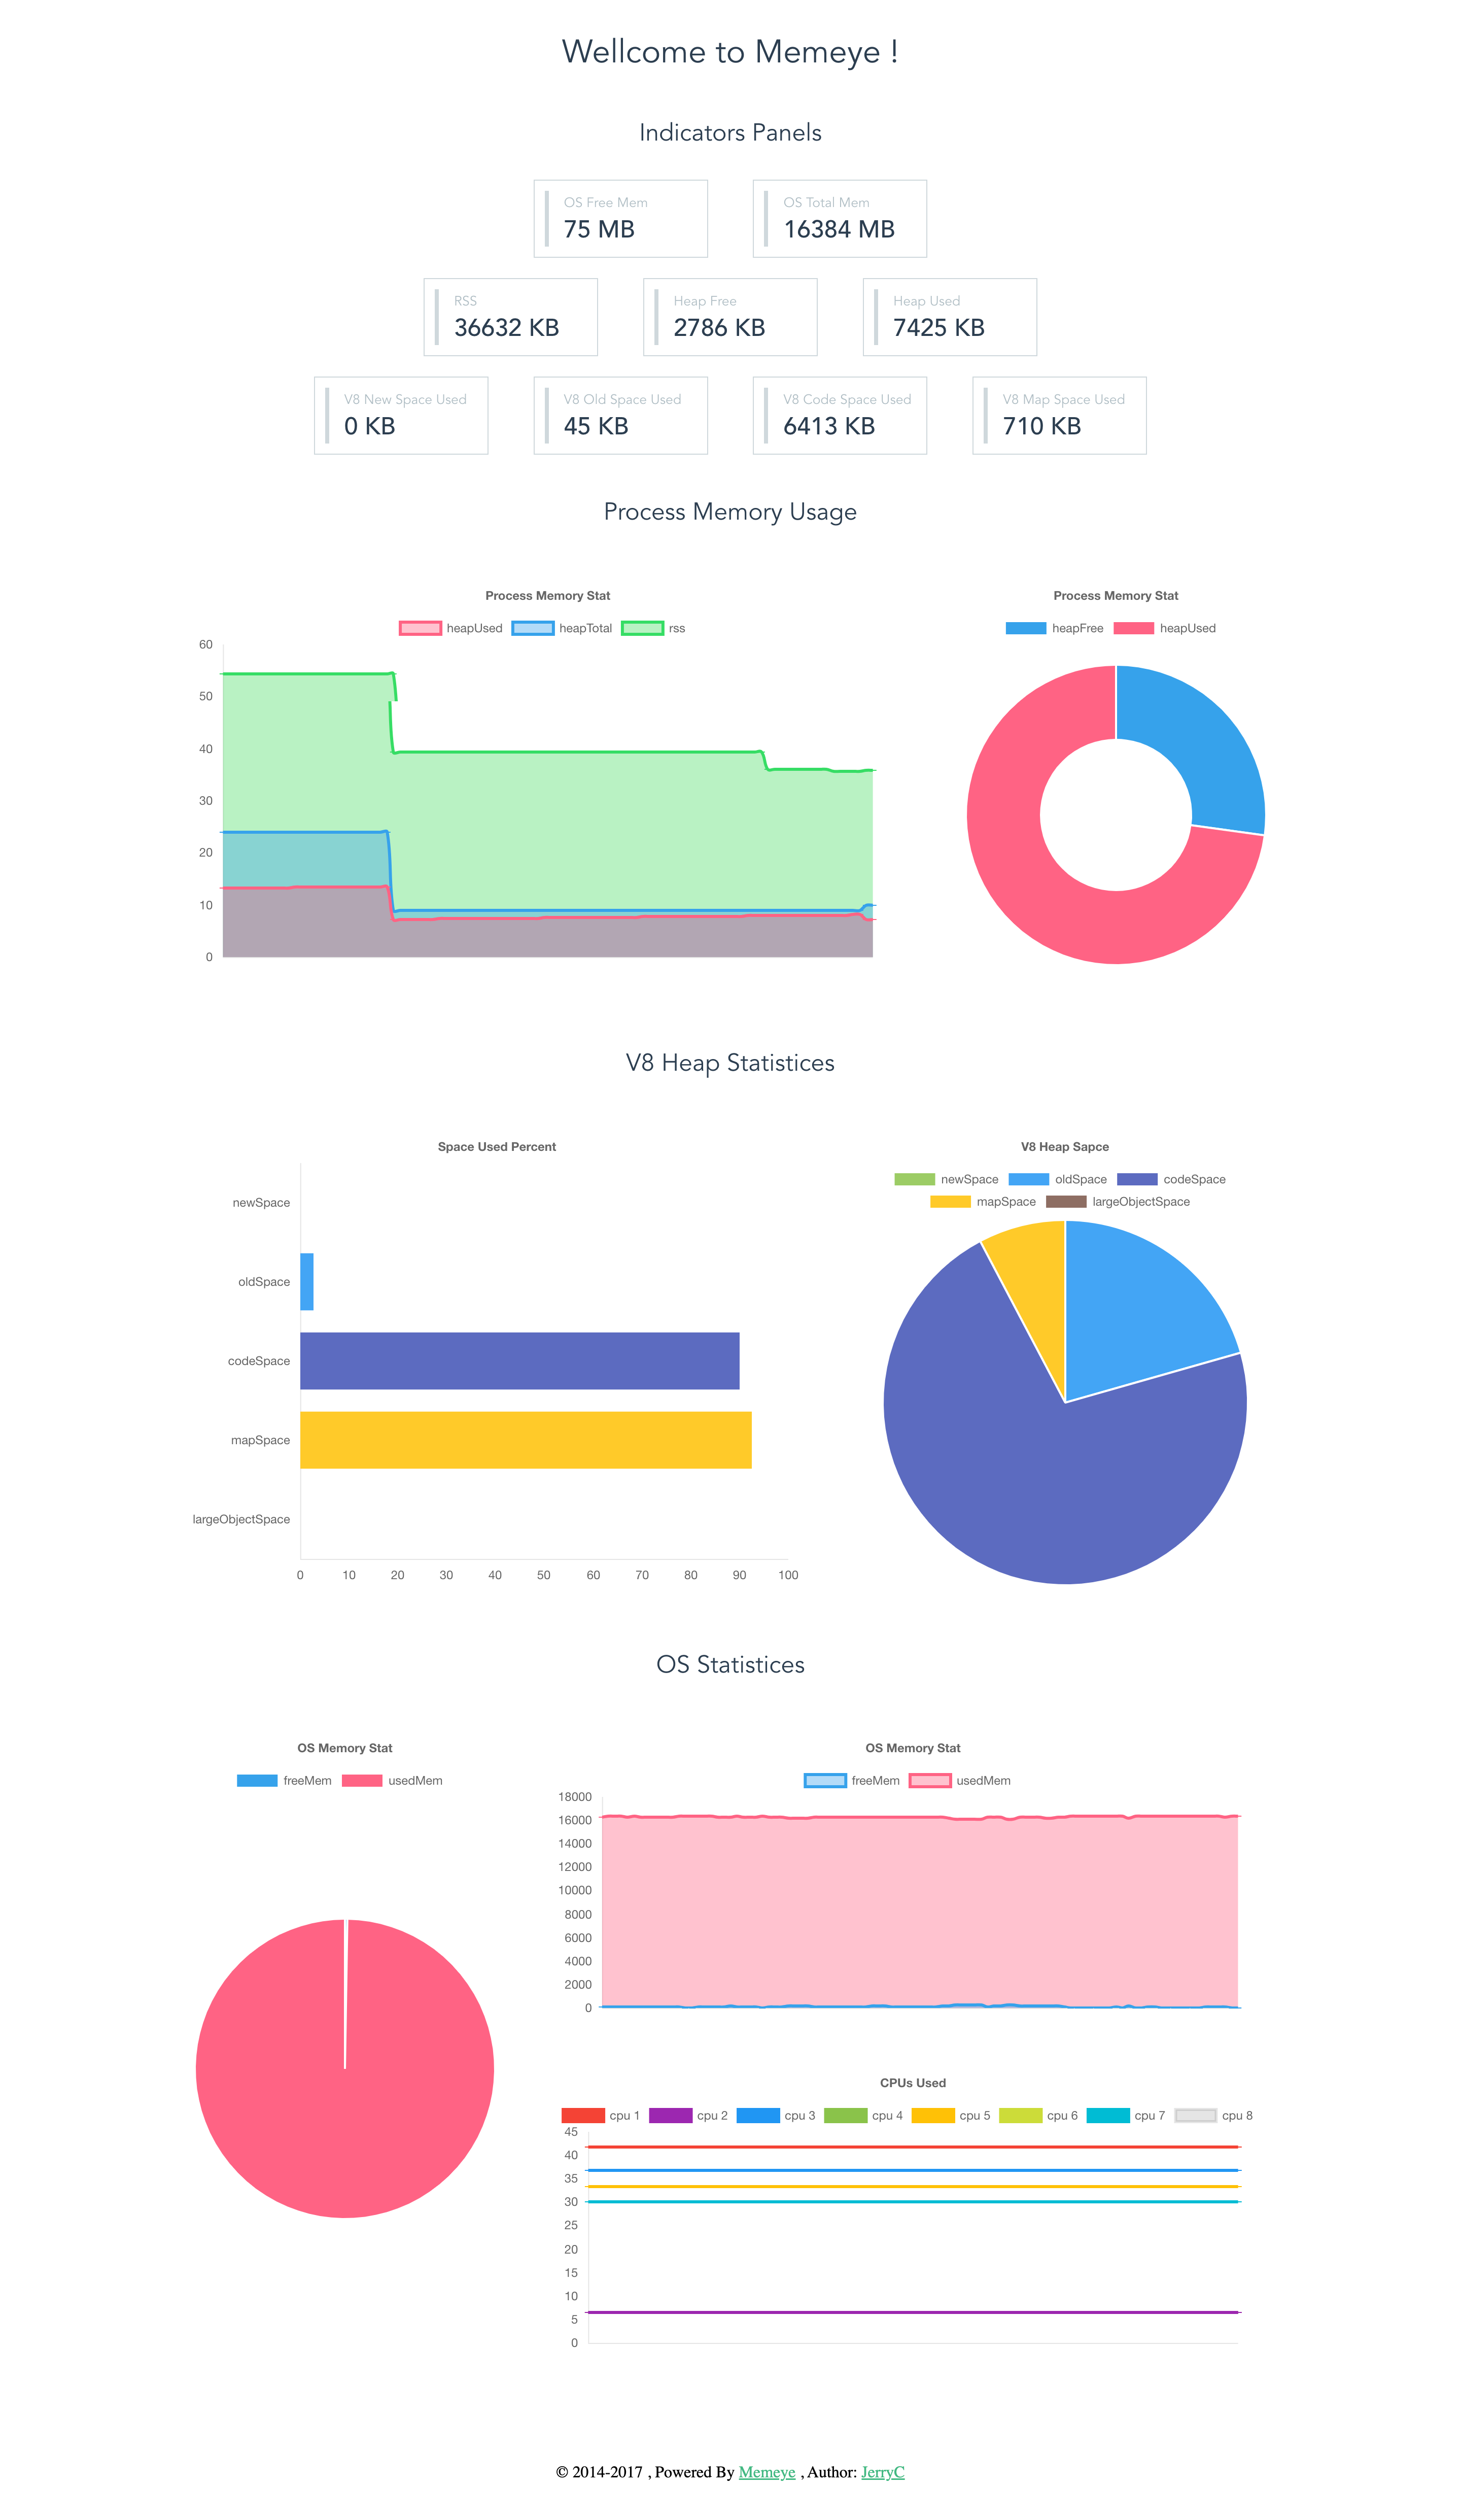 Wellcome to Memeye !
Indicators Panels
OS Free Mem
75 MB
OS Total Mem
16384 MB
RSS
36632 KB
Heap Free
2786 KB
Heap Used
7425 KB
V8 New Space Used
0 KB
V8 Old Space Used
45 KB
V8 Code Space Used
6413 KB
V8 Map Space Used
710 KB
Process Memory Usage
Process Memory Stat
heapUsed heapTotal rss
60
50
40
30
20
10
0
Process Memory Stat
heapFree heapUsed
V8 Heap Statistices
Space Used Percent
newSpace
oldSpace
codeSpace
mapSpace
largeObjectSpace
0 10 20 30 40 50 60 70 80 90 100
V8 Heap Sapce
newSpace oldSpace codeSpace
mapSpace largeObjectSpace
OS Statistices
OS Memory Stat
freeMem usedMem
OS Memory Stat
freeMem usedMem
18000
16000
14000
12000
10000
8000
6000
4000
2000
0
CPUs Used
cpu 1 cpu 2 cpu 3 cpu 4 cpu 5 cpu 6 cpu 7 cpu 8
45
40
35
30
25
20
15
10
5
0
© 2014-2017 , Powered By Memeye , Author: JerryC